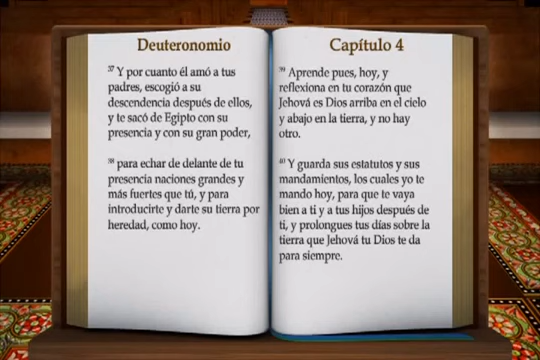 Deuteronomio
37 Y por cuanto él amó a tus
padres, escogió a su
descendencia después de ellos,
y te sacó de Egipto con su
presencia y con su gran poder,
38 para echar de delante de tu
presencia naciones grandes y
más fuertes que tú, y para
introducirte y darte su tierra por
heredad, como hoy.
Capítulo 4
39 Aprende pues, hoy, y
reflexiona en tu corazón que
Jehová es Dios arriba en el cielo
y abajo en la tierra, y no hay
otro.
40 Y guarda sus estatutos y sus
mandamientos, los cuales yo te
mando hoy, para que te vaya
bien a ti y a tus hijos después de
ti, y prolongues tus días sobre la
tierra que Jehová tu Dios te da
para siempre.